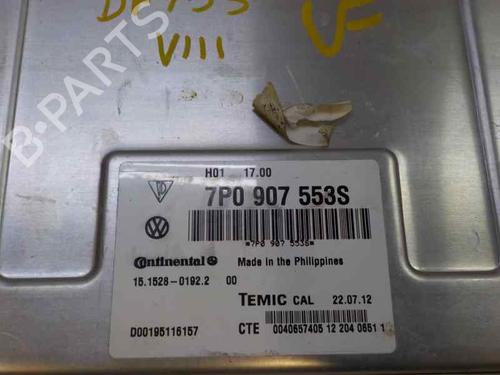 VIII
B-PARTS
H01 17.00
7P0 907 553S
*7P0 907 553S*
Continental
Made in the Philippines
15.1528-0192.2 00
TEMIC CAL 22.07.12
D00195116157
CTE 0040657405 12 204 0651 1